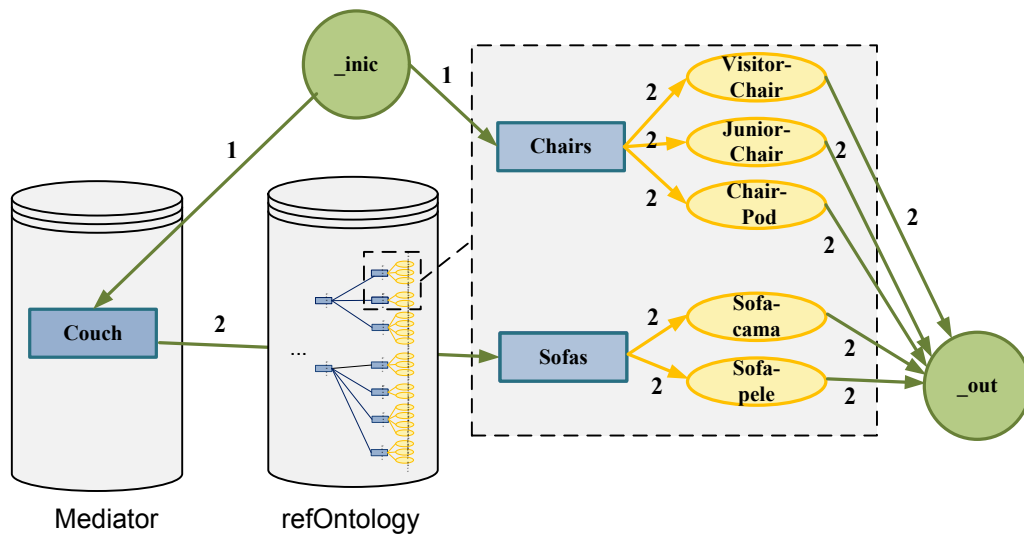 _inic
1
1
Visitor-
Chair
2
Junior-
Chair
2
2
Chairs
Chair-
Pod
2
2
2
Couch
2
...
Sofas
Sofa-
cama
2
2
Sofa-
pele
2
2
_out
Mediator
refOntology